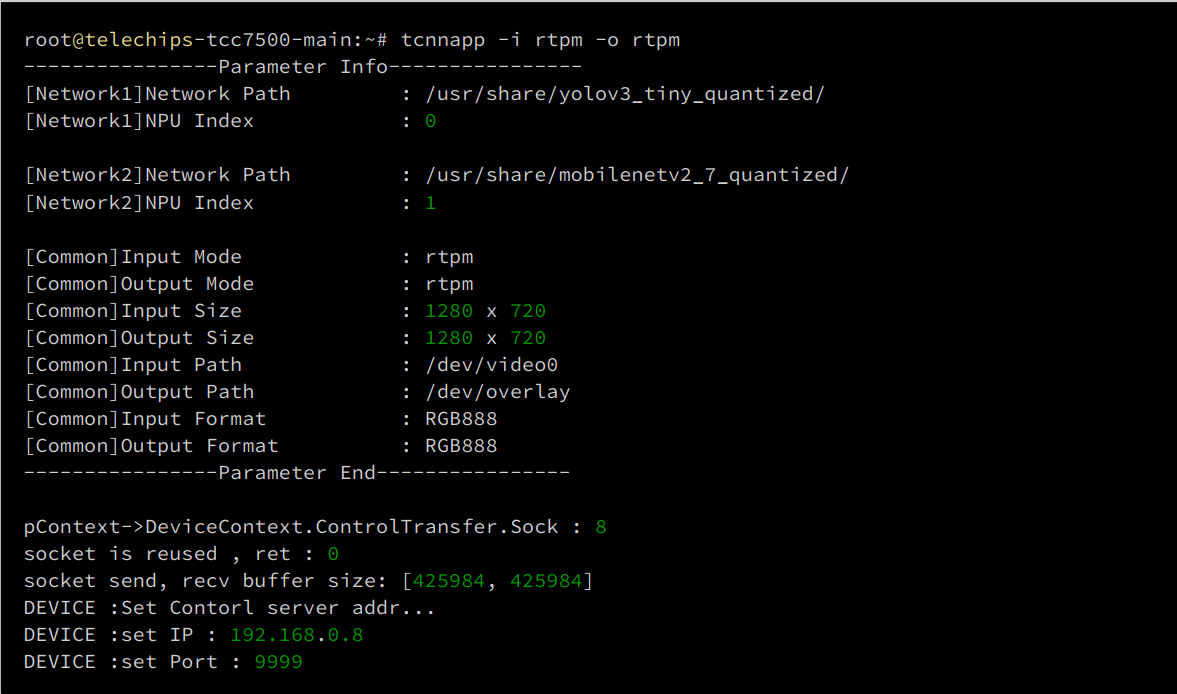 root@telechips-tcc7500-main:~# tcnnapp -i rtpm -o rtpm
----------------Parameter Info----------------
[Network1]Network Path         : /usr/share/yolov3_tiny_quantized/
[Network1]NPU Index            : 0
[Network2]Network Path         : /usr/share/mobilenetv2_7_quantized/
[Network2]NPU Index            : 1
[Common]Input Mode             : rtpm
[Common]Output Mode            : rtpm
[Common]Input Size             : 1280 x 720
[Common]Output Size            : 1280 x 720
[Common]Input Path             : /dev/video0
[Common]Output Path            : /dev/overlay
[Common]Input Format           : RGB888
[Common]Output Format          : RGB888
----------------Parameter End----------------
pContext->DeviceContext.ControlTransfer.Sock : 8
socket is reused , ret : 0
socket send, recv buffer size: [425984, 425984]
DEVICE :Set Contorl server addr...
DEVICE :set IP : 192.168.0.8
DEVICE :set Port : 9999